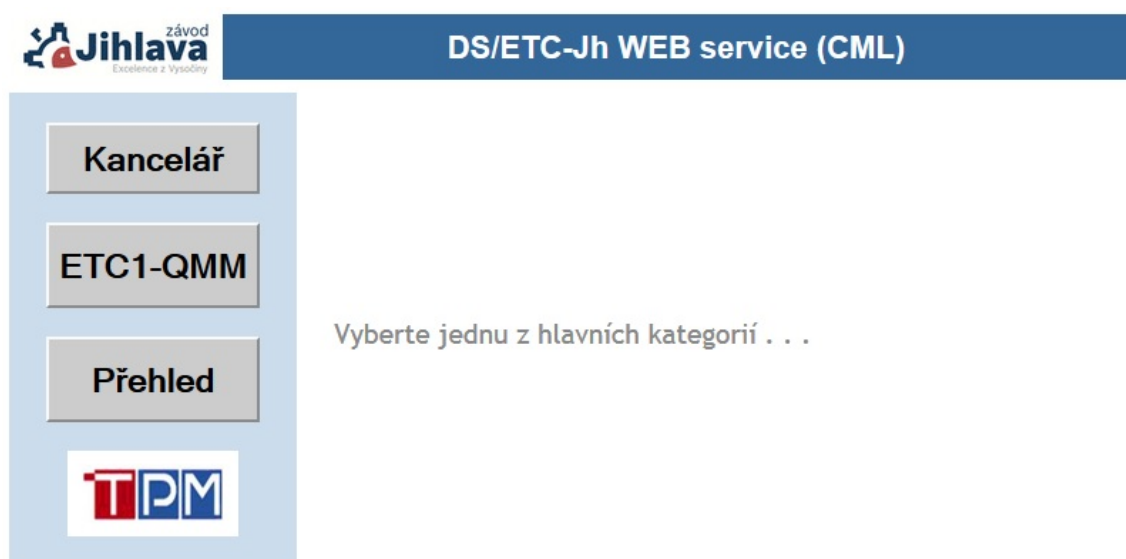 závod
Jihlava
Excelence z Vysočiny
DS/ETC-Jh WEB service (CML)
Kancelář
ETC1-QMM
Přehled
TPM
Vyberte jednu z hlavních kategorií . . .